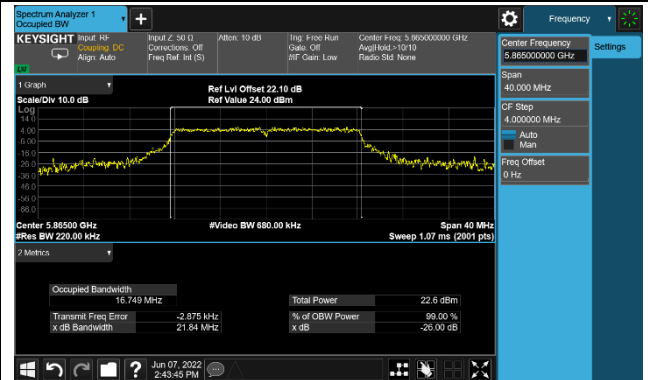 Spectrum Analyzer 1
Occupied BW
Frequency
KEYSIGHT
Input: RF
Coupling: DC
Align: Auto
Input Z: 50 Ω
Corrections: Off
Freq Ref: Int (S)
Atten: 10 dB
Trig: Free Run
Gate: Off
#IF Gain: Low
Center Freq: 5.865000000 GHz
Avg|Hold:>10/10
Radio Std: None
LXI
Center Frequency
5.865000000 GHz
Settings
Span
40.000 MHz
CF Step
4.000000 MHz
Auto
Man
Freq Offset
0 Hz
1 Graph
Scale/Div 10.0 dB
Ref Lvl Offset 22.10 dB
Ref Value 24.00 dBm
Log
14.0
4.00
-6.00
-16.0
-26.0
-36.0
-46.0
-56.0
-66.0
Center 5.86500 GHz
#Video BW 680.00 kHz
Span 40 MHz
#Res BW 220.00 kHz
Sweep 1.07 ms (2001 pts)
2 Metrics
Occupied Bandwidth
16.749 MHz
Total Power 22.6 dBm
Transmit Freq Error -2.875 kHz
% of OBW Power 99.00 %
x dB Bandwidth 21.84 MHz
x dB -26.00 dB
?
Jun 07, 2022
2:43:45 PM